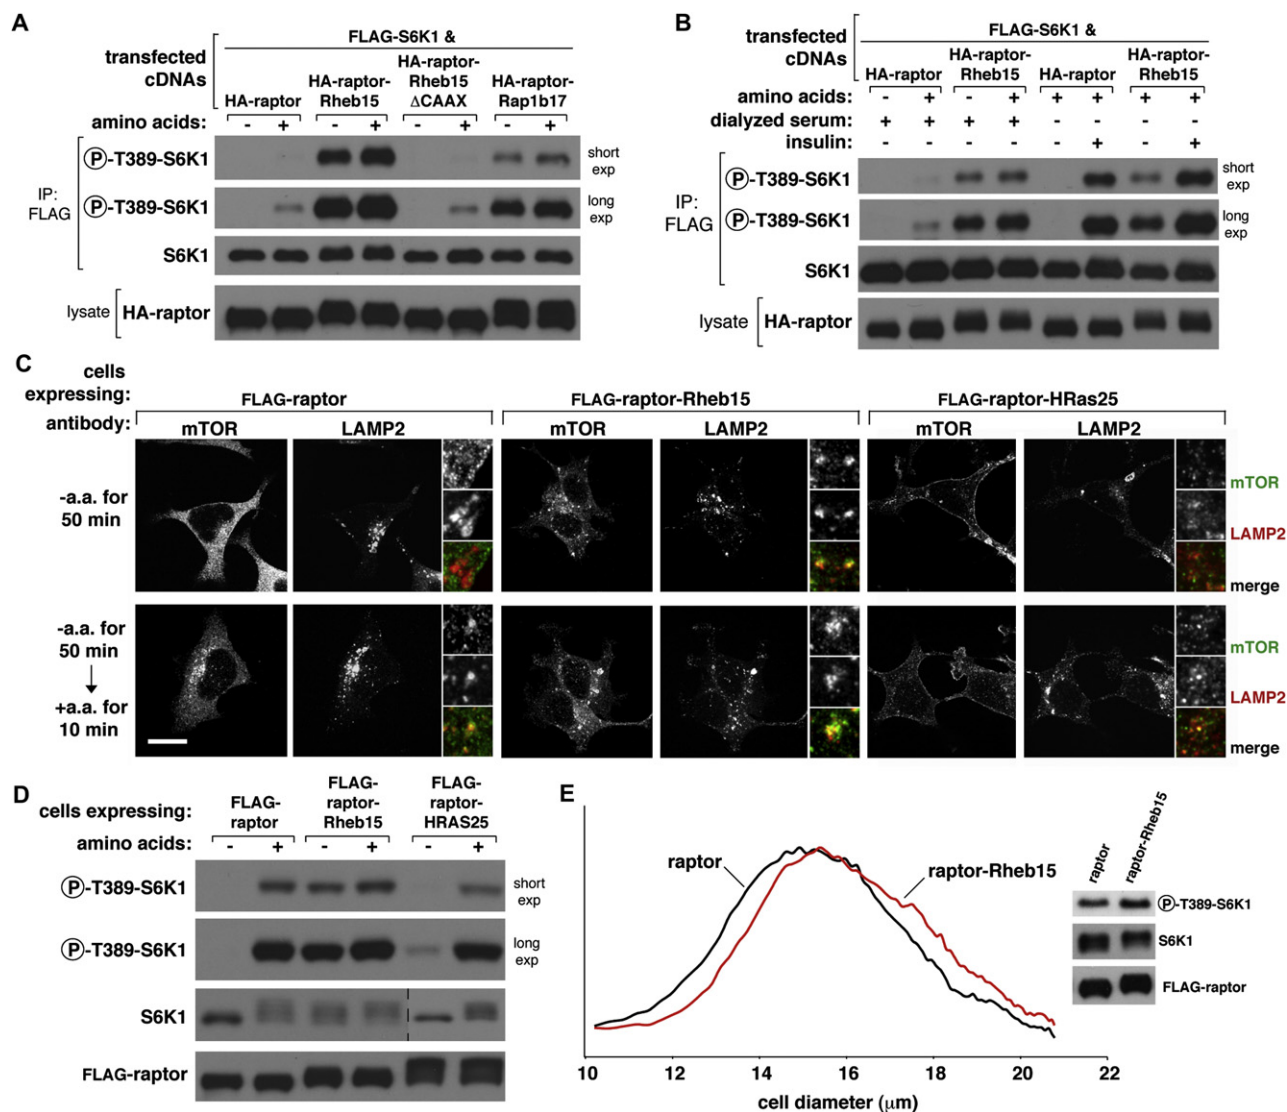 A
transfected
cDNAs
FLAG-S6K1 &
HA-raptor
HA-raptor-
Rheb15
HA-raptor-
Rheb15
ΔCAAX
HA-raptor-
Rap1b17
amino acids: - + - + - + - +
IP:
FLAG
Ⓟ-T389-S6K1 short
exp
Ⓟ-T389-S6K1 long
exp
S6K1
lysate HA-raptor
B
transfected
cDNAs
FLAG-S6K1 &
HA-raptor
HA-raptor-
Rheb15
HA-raptor
HA-raptor-
Rheb15
amino acids: - + - + + + + +
dialyzed serum: + + + + - - - -
insulin: - - - - - + - +
IP:
FLAG
Ⓟ-T389-S6K1 short
exp
Ⓟ-T389-S6K1 long
exp
S6K1
lysate HA-raptor
C
cells
expressing:
FLAG-raptor FLAG-raptor-Rheb15 FLAG-raptor-HRas25
antibody: mTOR LAMP2 mTOR LAMP2 mTOR LAMP2
-a.a. for
50 min
mTOR
LAMP2
merge
-a.a. for
50 min
+a.a. for
10 min
mTOR
LAMP2
merge
D
cells expressing:
FLAG-
raptor
FLAG-
raptor-
Rheb15
FLAG-
raptor-
HRAS25
amino acids: - + - + - +
Ⓟ-T389-S6K1 short
exp
Ⓟ-T389-S6K1 long
exp
S6K1
FLAG-raptor
E
raptor
raptor-Rheb15
raptor
raptor-Rheb15
Ⓟ-T389-S6K1
S6K1
FLAG-raptor
10 12 14 16 18 20 22
cell diameter (μm)